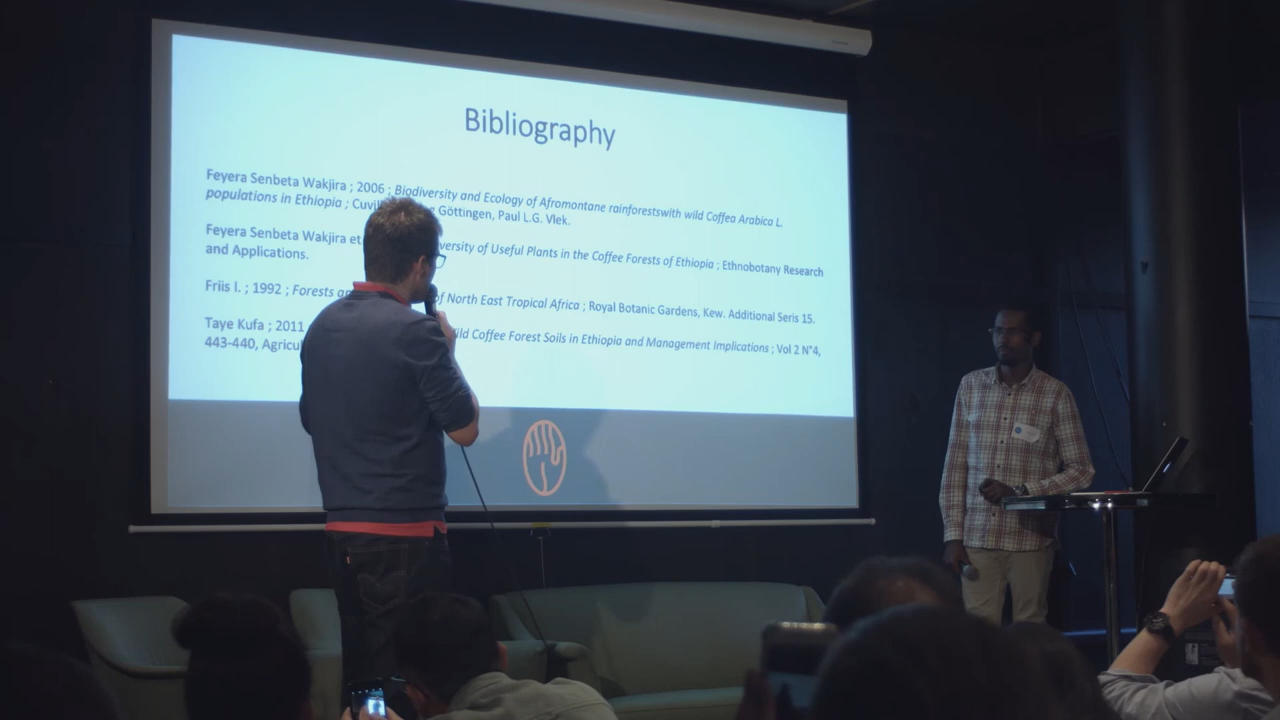 Bibliography
Feyera Senbeta Wakjira ; 2006 ; Biodiversity and Ecology of Afromontane rainforestswith wild Coffea Arabica L.
populations in Ethiopia ; Göttingen, Paul L.G. Vlek.
Feyera Senbeta Wakjira of Useful Plants in the Coffee Forests of Ethiopia ; Ethnobotany Research
and Applications.
Friis I. ; 1992 ; Forests of North East Tropical Africa ; Royal Botanic Gardens, Kew. Additional Seris 15.
Taye Kufa ; 2011 Coffee Forest Soils in Ethiopia and Management Implications ; Vol 2 N°4,
443-440,